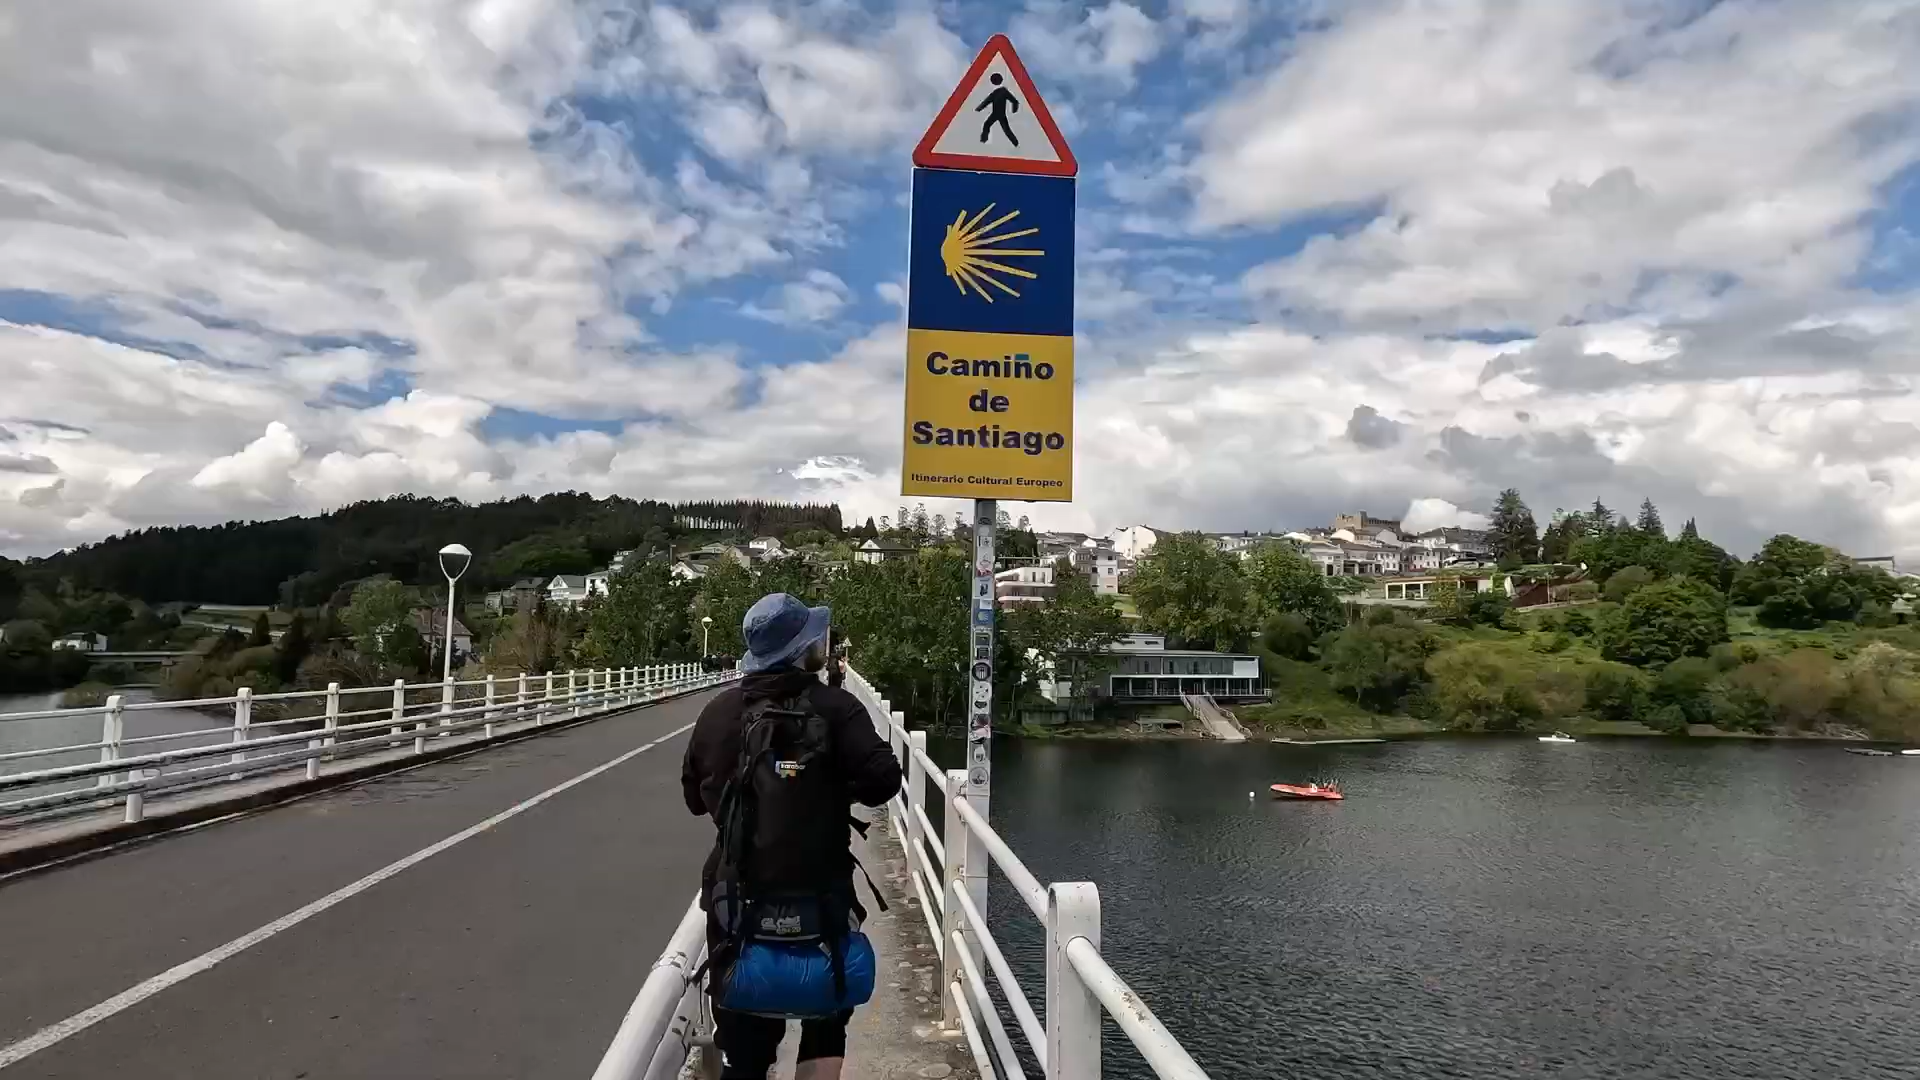 Camiño
de
Santiago
Itinerario Cultural Europeo